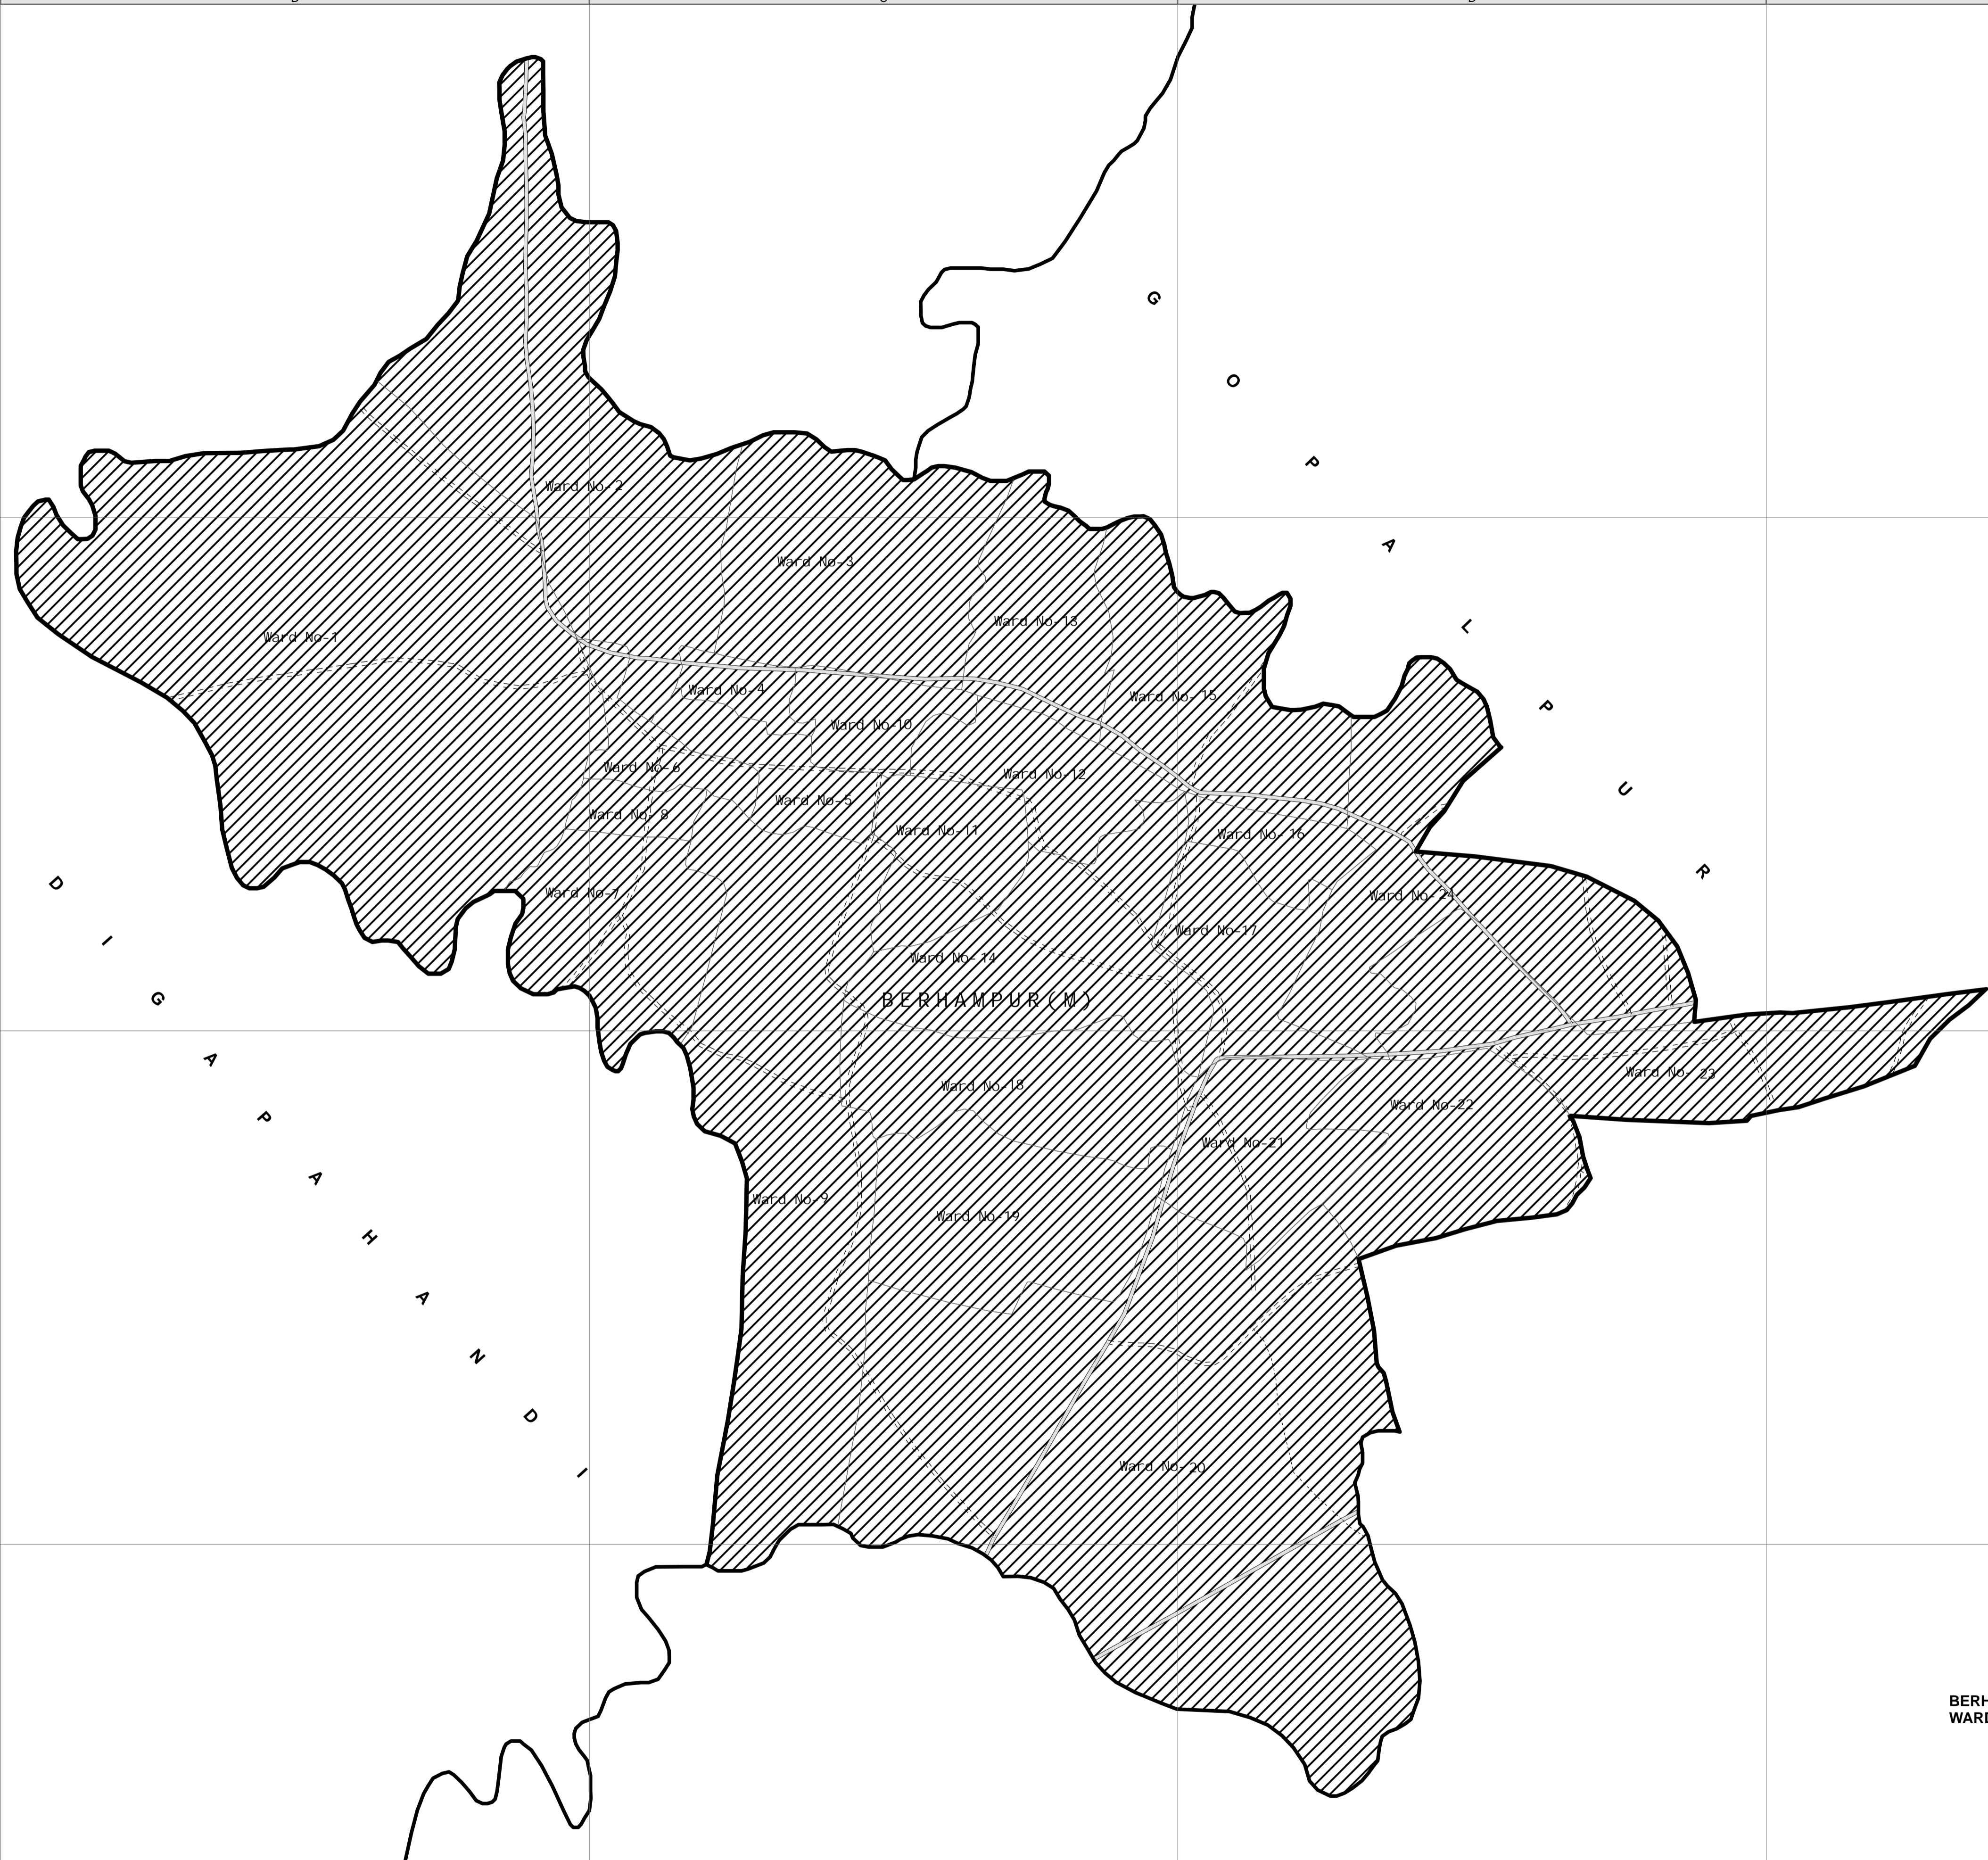 GOPALPUR
Ward No-2
Ward No-3
Ward No-13
Ward No-1
Ward No-4
Ward No-15
Ward No-10
Ward No-6
Ward No-12
Ward No-5
Ward No-8
Ward No-11
Ward No-16
Ward No-7
Ward No-24
Ward No-17
Ward No-14
BERHAMPUR(M)
DIGAPAHANDI
Ward No-23
Ward No-18
Ward No-22
Ward No-21
Ward No-9
Ward No-19
Ward No-20
BERH
WARD